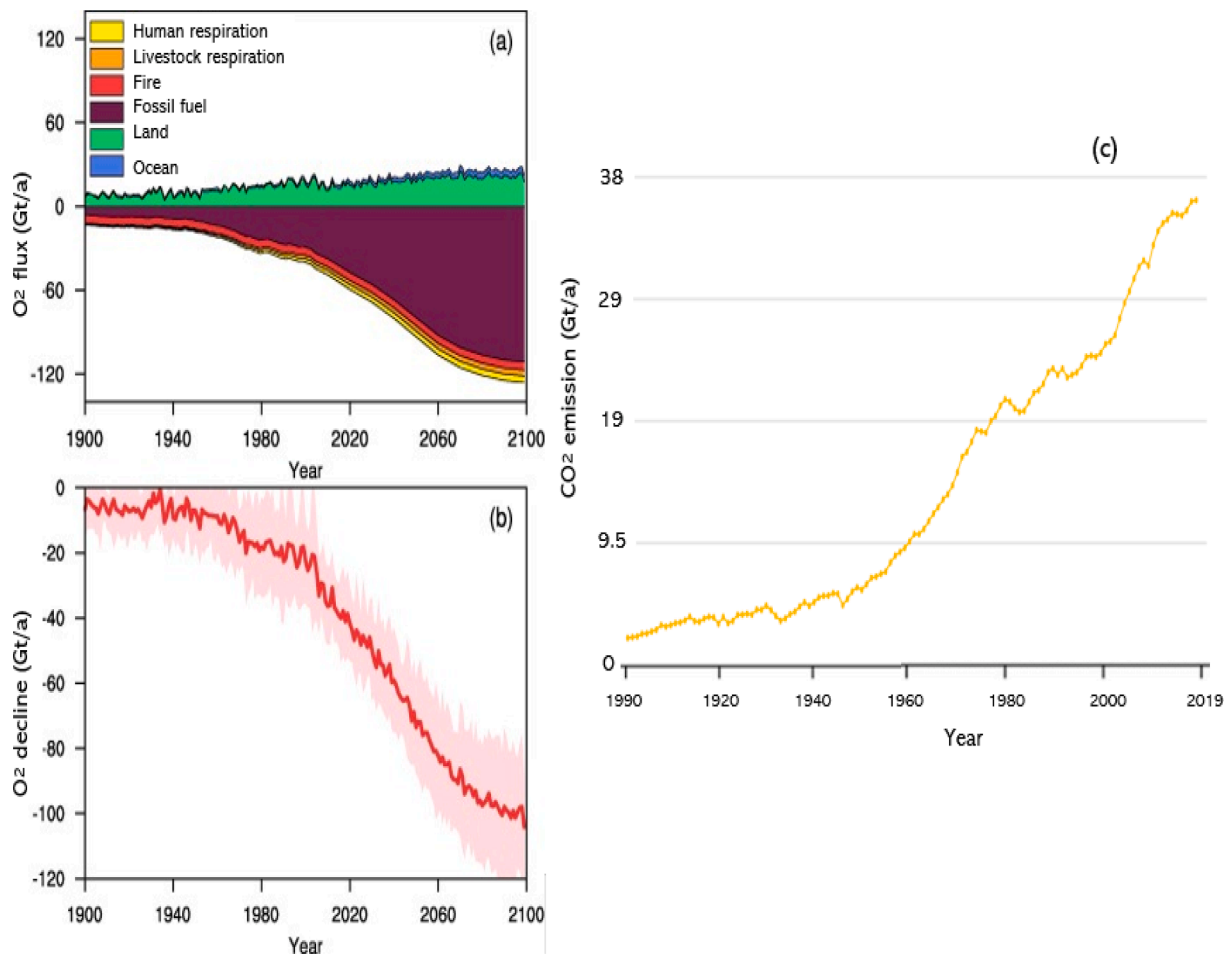 (a)
Human respiration
Livestock respiration
Fire
Fossil fuel
Land
Ocean
O2 flux (Gt/a)
120
60
0
-60
-120
1900 1940 1980 2020 2060 2100
Year
(b)
O2 decline (Gt/a)
0
-20
-40
-60
-80
-100
-120
1900 1940 1980 2020 2060 2100
Year
(c)
CO2 emission (Gt/a)
38
29
19
9.5
0
1990 1920 1940 1960 1980 2000 2019
Year